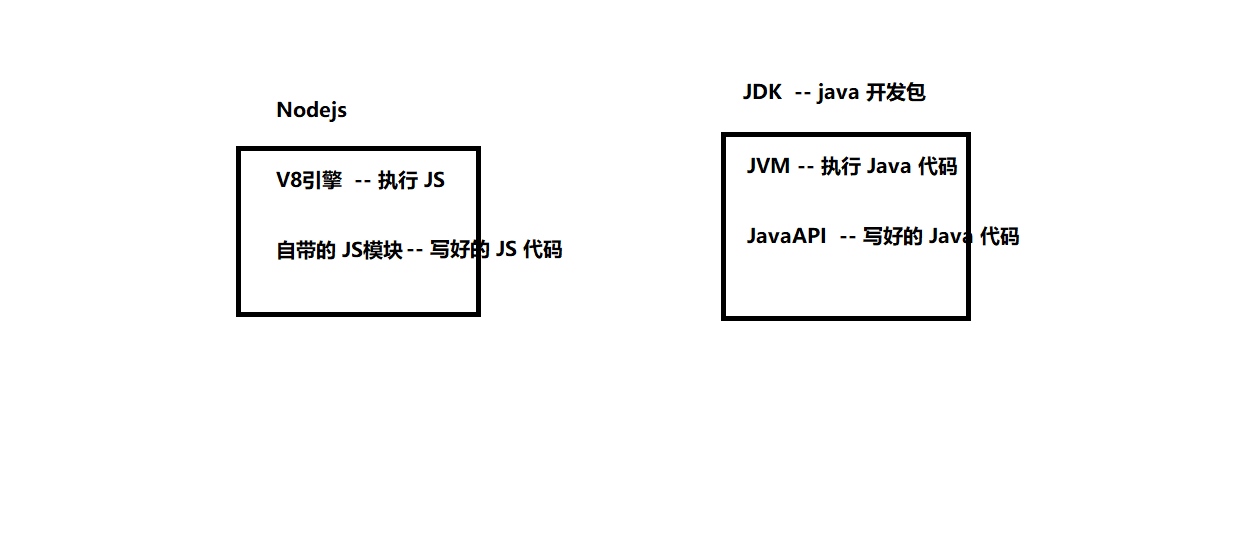 Nodejs
V8引擎 -- 执行 JS
自带的 JS模块 -- 写好的 JS 代码
JDK -- java 开发包
JVM -- 执行 Java 代码
JavaAPI -- 写好的 Java 代码